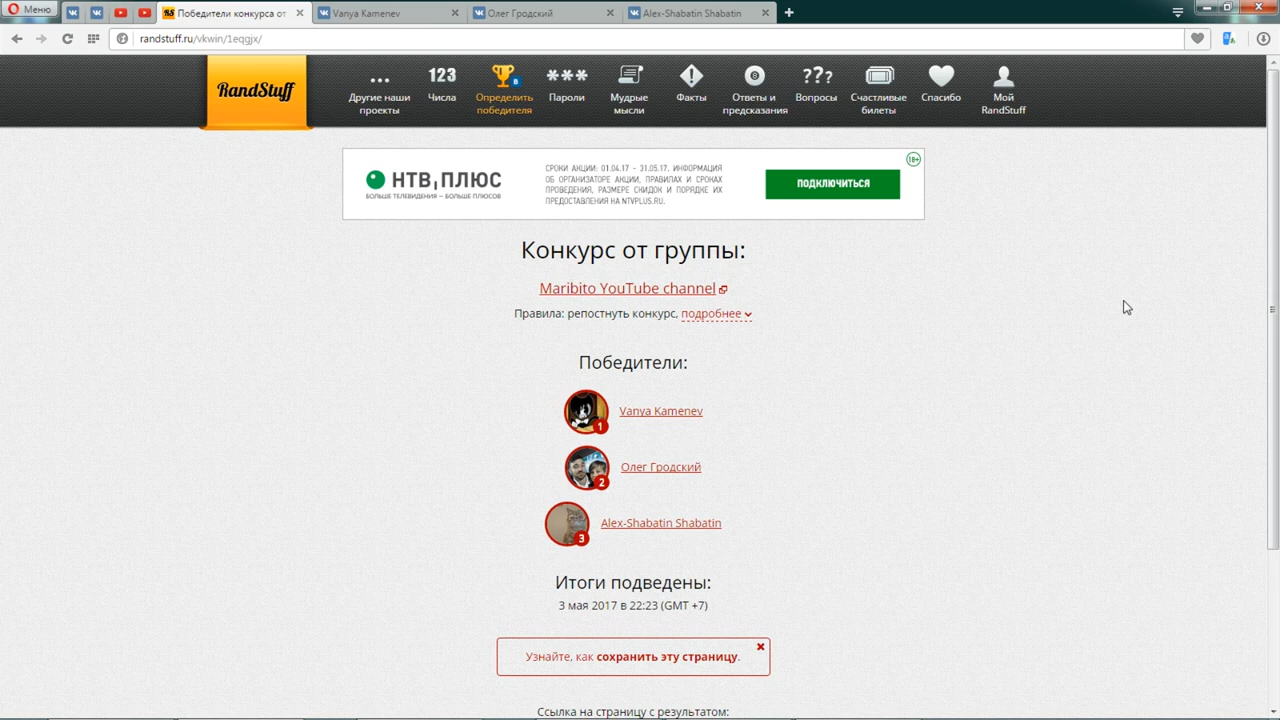 Меню
Победители конкурса от
Vanya Kamenev
Олег Гродский
Alex-Shabatin Shabatin
randstuff.ru/vkwin/1eqgjx/
RandStuff
Другие наши
проекты
123
Числа
Определить
победителя
***
Пароли
Мудрые
мысли
Факты
8
Ответы и
предсказания
???
Вопросы
Счастливые
билеты
Спасибо
Мой
RandStuff
НТВ ПЛЮС
БОЛЬШЕ ТЕЛЕВИДЕНИЯ – БОЛЬШЕ ПЛЮСОВ
СРОКИ АКЦИИ: 01.04.17 - 31.05.17. ИНФОРМАЦИЯ
ОБ ОРГАНИЗАТОРЕ АКЦИИ, ПРАВИЛАХ И СРОКАХ
ПРОВЕДЕНИЯ, РАЗМЕРЕ СКИДОК И ПОРЯДКЕ ИХ
ПРЕДОСТАВЛЕНИЯ НА NTVPLUS.RU.
ПОДКЛЮЧИТЬСЯ
18+
Конкурс от группы:
Maribito YouTube channel
Правила: репостнуть конкурс, подробнее
Победители:
1 Vanya Kamenev
2 Олег Гродский
3 Alex-Shabatin Shabatin
Итоги подведены:
3 мая 2017 в 22:23 (GMT +7)
Узнайте, как сохранить эту страницу.
Ссылка на страницу с результатом: